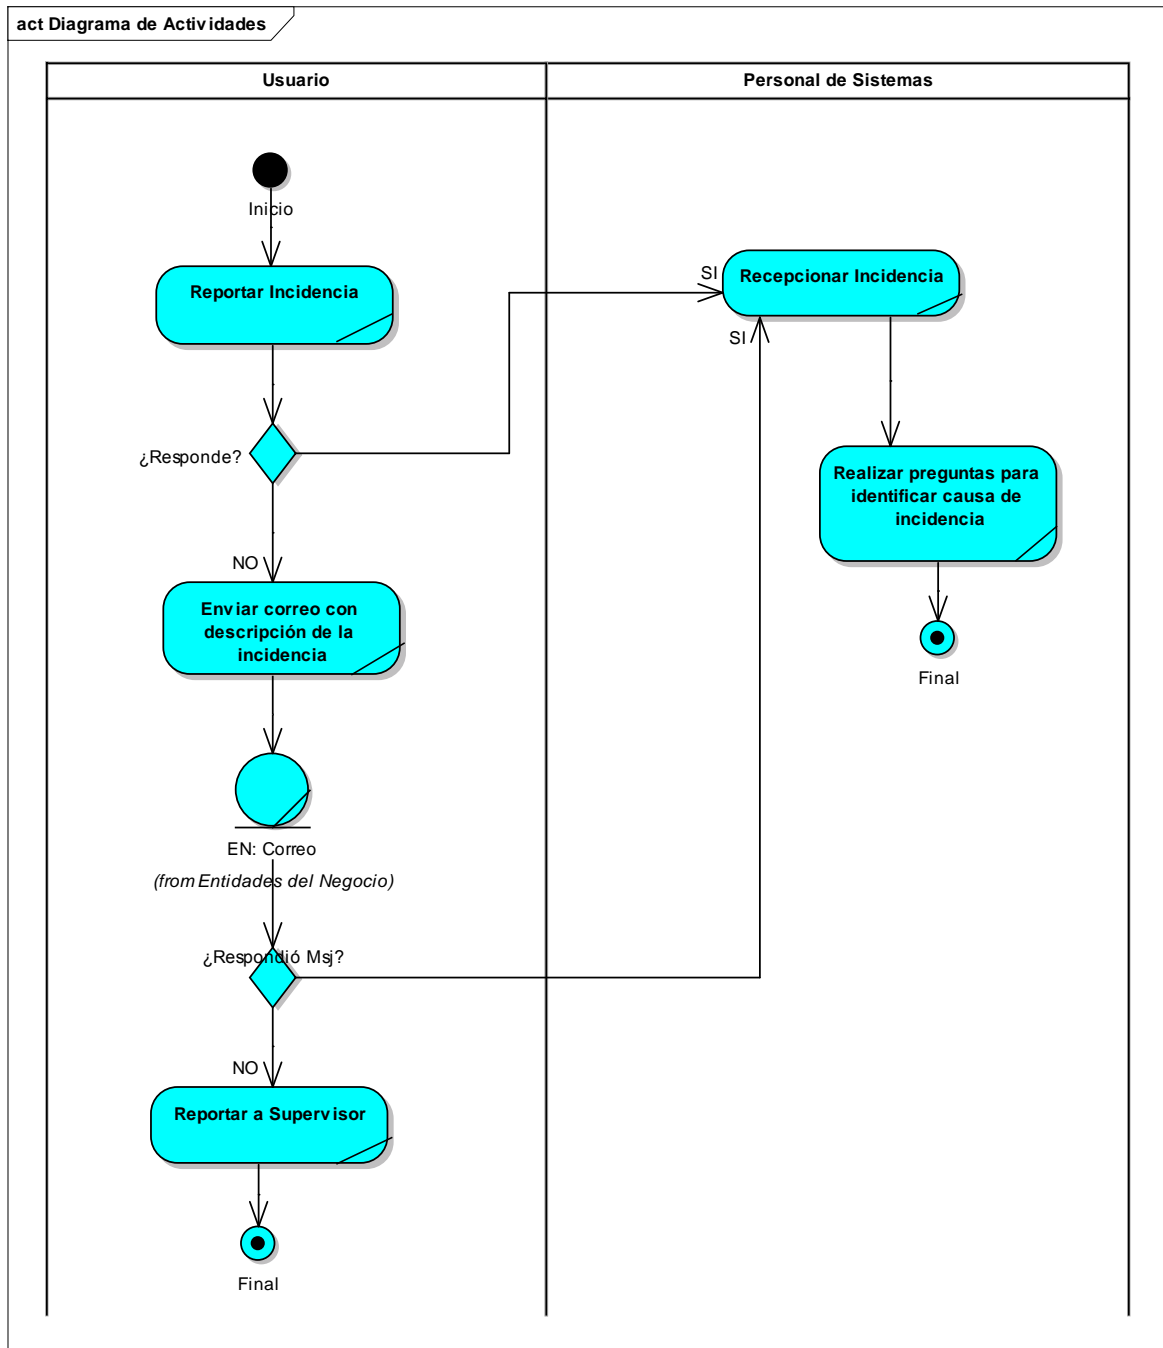 act Diagrama de Actividades
Usuario
Personal de Sistemas
Inicio
Reportar Incidencia
SI
Recepcionar Incidencia
SI
¿Responde?
Realizar preguntas para
identificar causa de
incidencia
NO
Enviar correo con
descripción de la
incidencia
Final
EN: Correo
(from Entidades del Negocio)
¿Respondió Msj?
NO
Reportar a Supervisor
Final